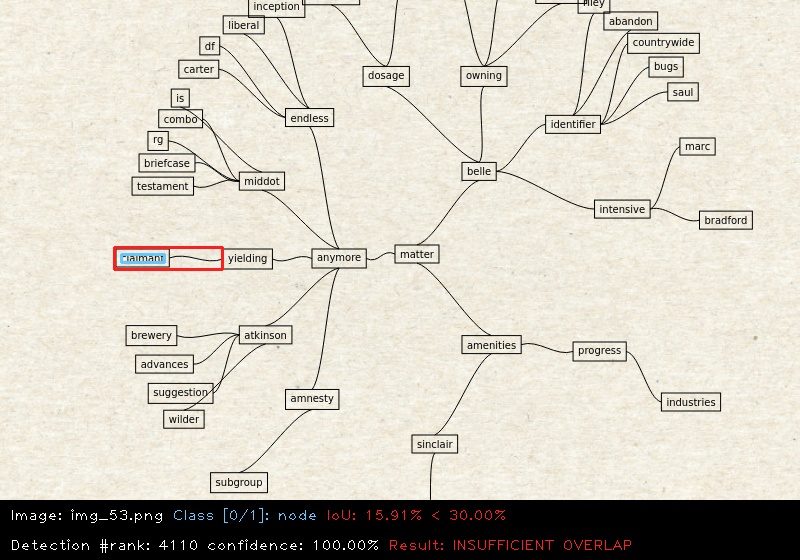 inception
riley
abandon
liberal
countrywide
df
bugs
carter
dosage
owning
saul
is
combo
endless
identifier
rg
marc
briefcase
belle
testament
middot
intensive
bradford
claimant
yielding
anymore
matter
brewery
atkinson
amenities
progress
advances
suggestion
amnesty
industries
wilder
sinclair
subgroup
Image: img_53.png Class [0/1]: node IoU: 15.91% < 30.00%
Detection #rank: 4110 confidence: 100.00% Result: INSUFFICIENT OVERLAP